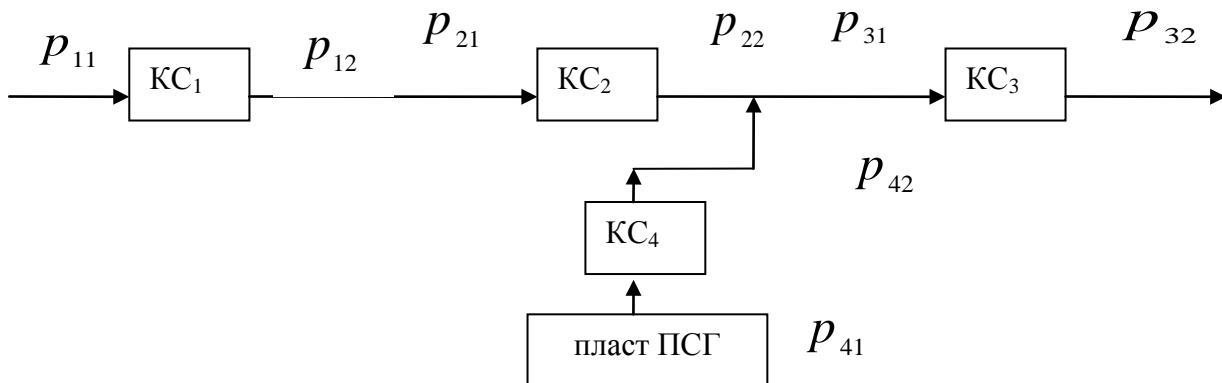 p₁₁ КС₁ p₁₂ p₂₁ КС₂ p₂₂ p₃₁ КС₃ p₃₂
p₄₂
КС₄
пласт ПСГ p₄₁